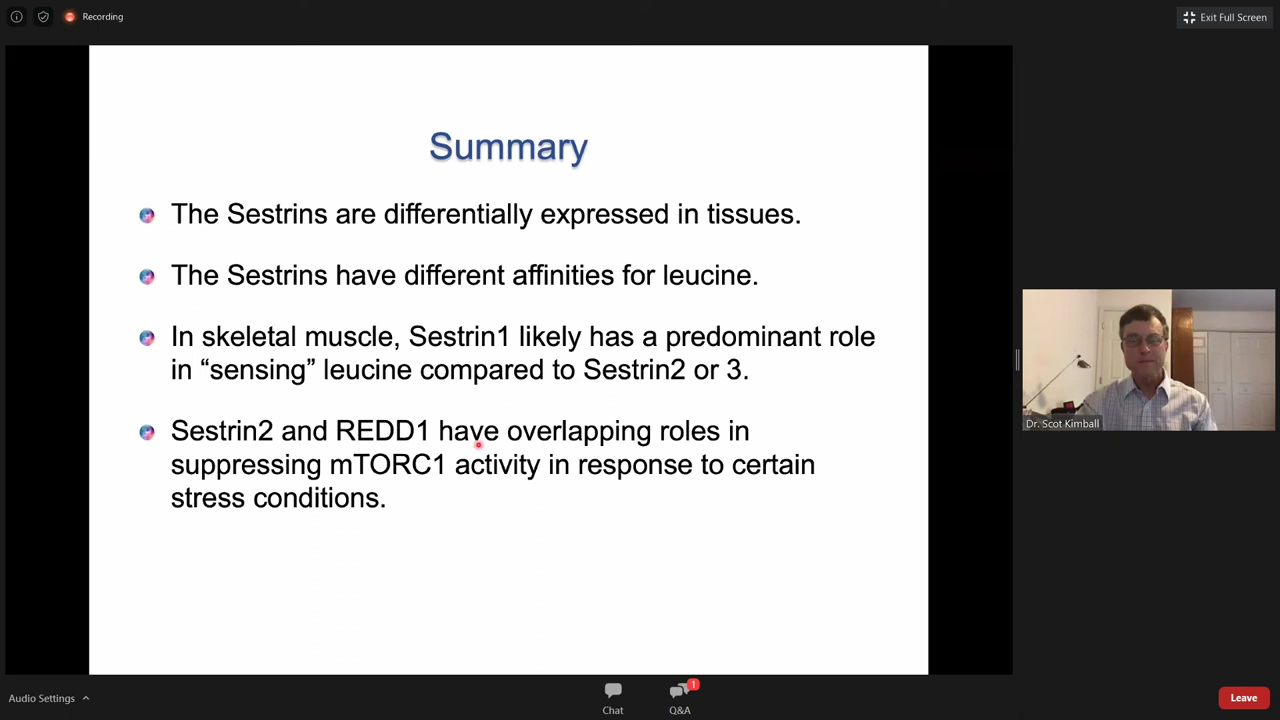 Recording
Exit Full Screen
Summary
The Sestrins are differentially expressed in tissues.
The Sestrins have different affinities for leucine.
In skeletal muscle, Sestrin1 likely has a predominant role
in “sensing” leucine compared to Sestrin2 or 3.
Sestrin2 and REDD1 have overlapping roles in
suppressing mTORC1 activity in response to certain
stress conditions.
Dr. Scot Kimball
Audio Settings
Chat
1
Q&A
Leave